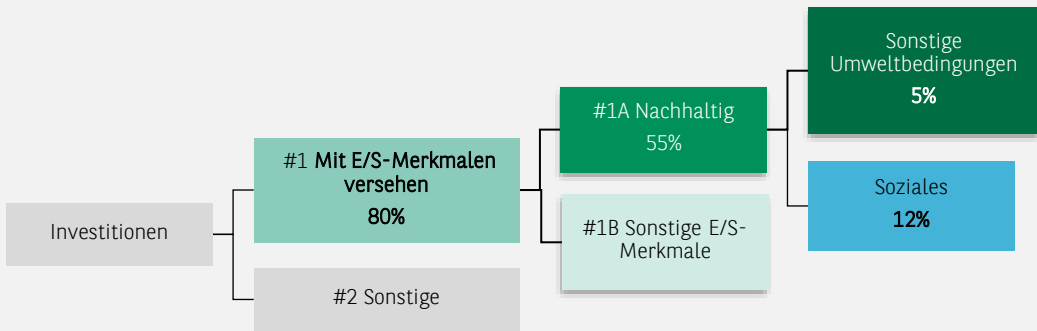 Investitionen
#1 Mit E/S-Merkmalen
versehen
80%
#2 Sonstige
#1A Nachhaltig
55%
#1B Sonstige E/S-
Merkmale
Sonstige
Umweltbedingungen
5%
Soziales
12%